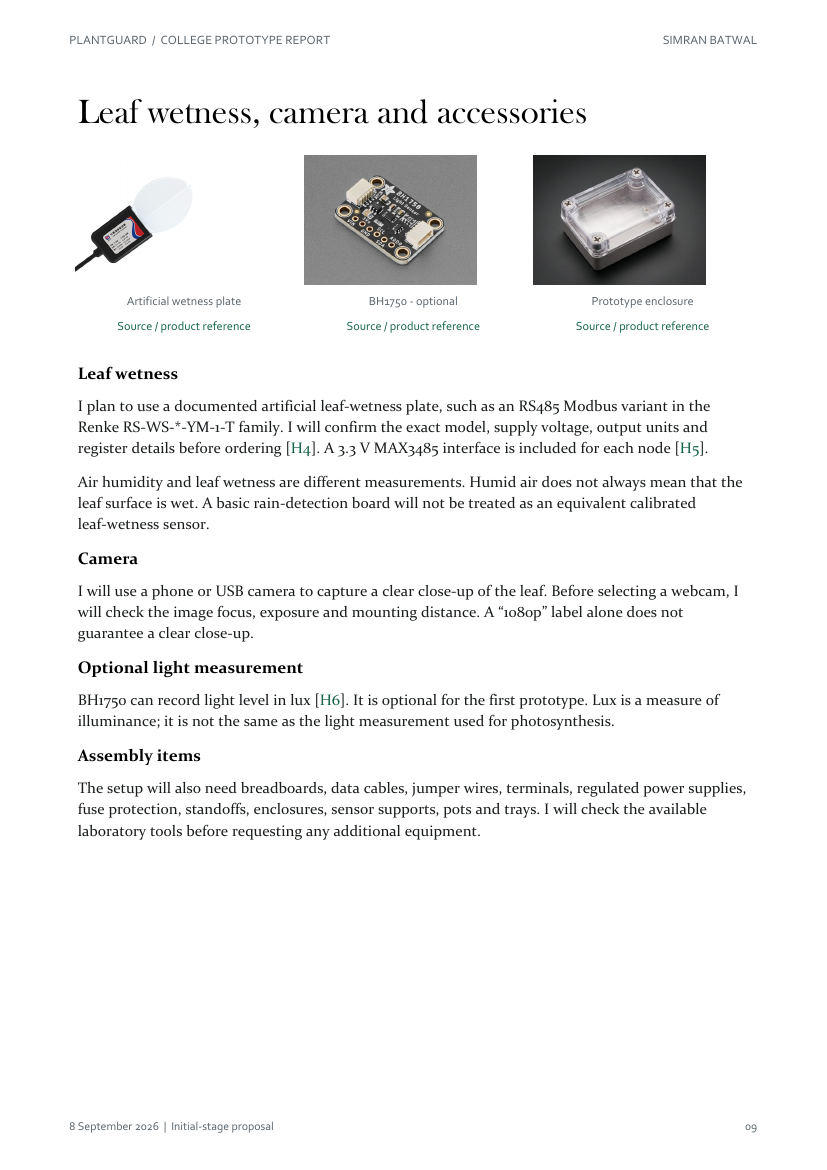 PLANTGUARD / COLLEGE PROTOTYPE REPORT
SIMRAN BATWAL
Leaf wetness, camera and accessories
BH1750
Light Sensor
Artificial wetness plate
BH1750 - optional
Prototype enclosure
Source / product reference
Source / product reference
Source / product reference
Leaf wetness
I plan to use a documented artificial leaf-wetness plate, such as an RS485 Modbus variant in the
Renke RS-WS-*-YM-1-T family. I will confirm the exact model, supply voltage, output units and
register details before ordering [H4]. A 3.3 V MAX3485 interface is included for each node [H5].
Air humidity and leaf wetness are different measurements. Humid air does not always mean that the
leaf surface is wet. A basic rain-detection board will not be treated as an equivalent calibrated
leaf-wetness sensor.
Camera
I will use a phone or USB camera to capture a clear close-up of the leaf. Before selecting a webcam, I
will check the image focus, exposure and mounting distance. A “1080p” label alone does not
guarantee a clear close-up.
Optional light measurement
BH1750 can record light level in lux [H6]. It is optional for the first prototype. Lux is a measure of
illuminance; it is not the same as the light measurement used for photosynthesis.
Assembly items
The setup will also need breadboards, data cables, jumper wires, terminals, regulated power supplies,
fuse protection, standoffs, enclosures, sensor supports, pots and trays. I will check the available
laboratory tools before requesting any additional equipment.
8 September 2026 | Initial-stage proposal
09